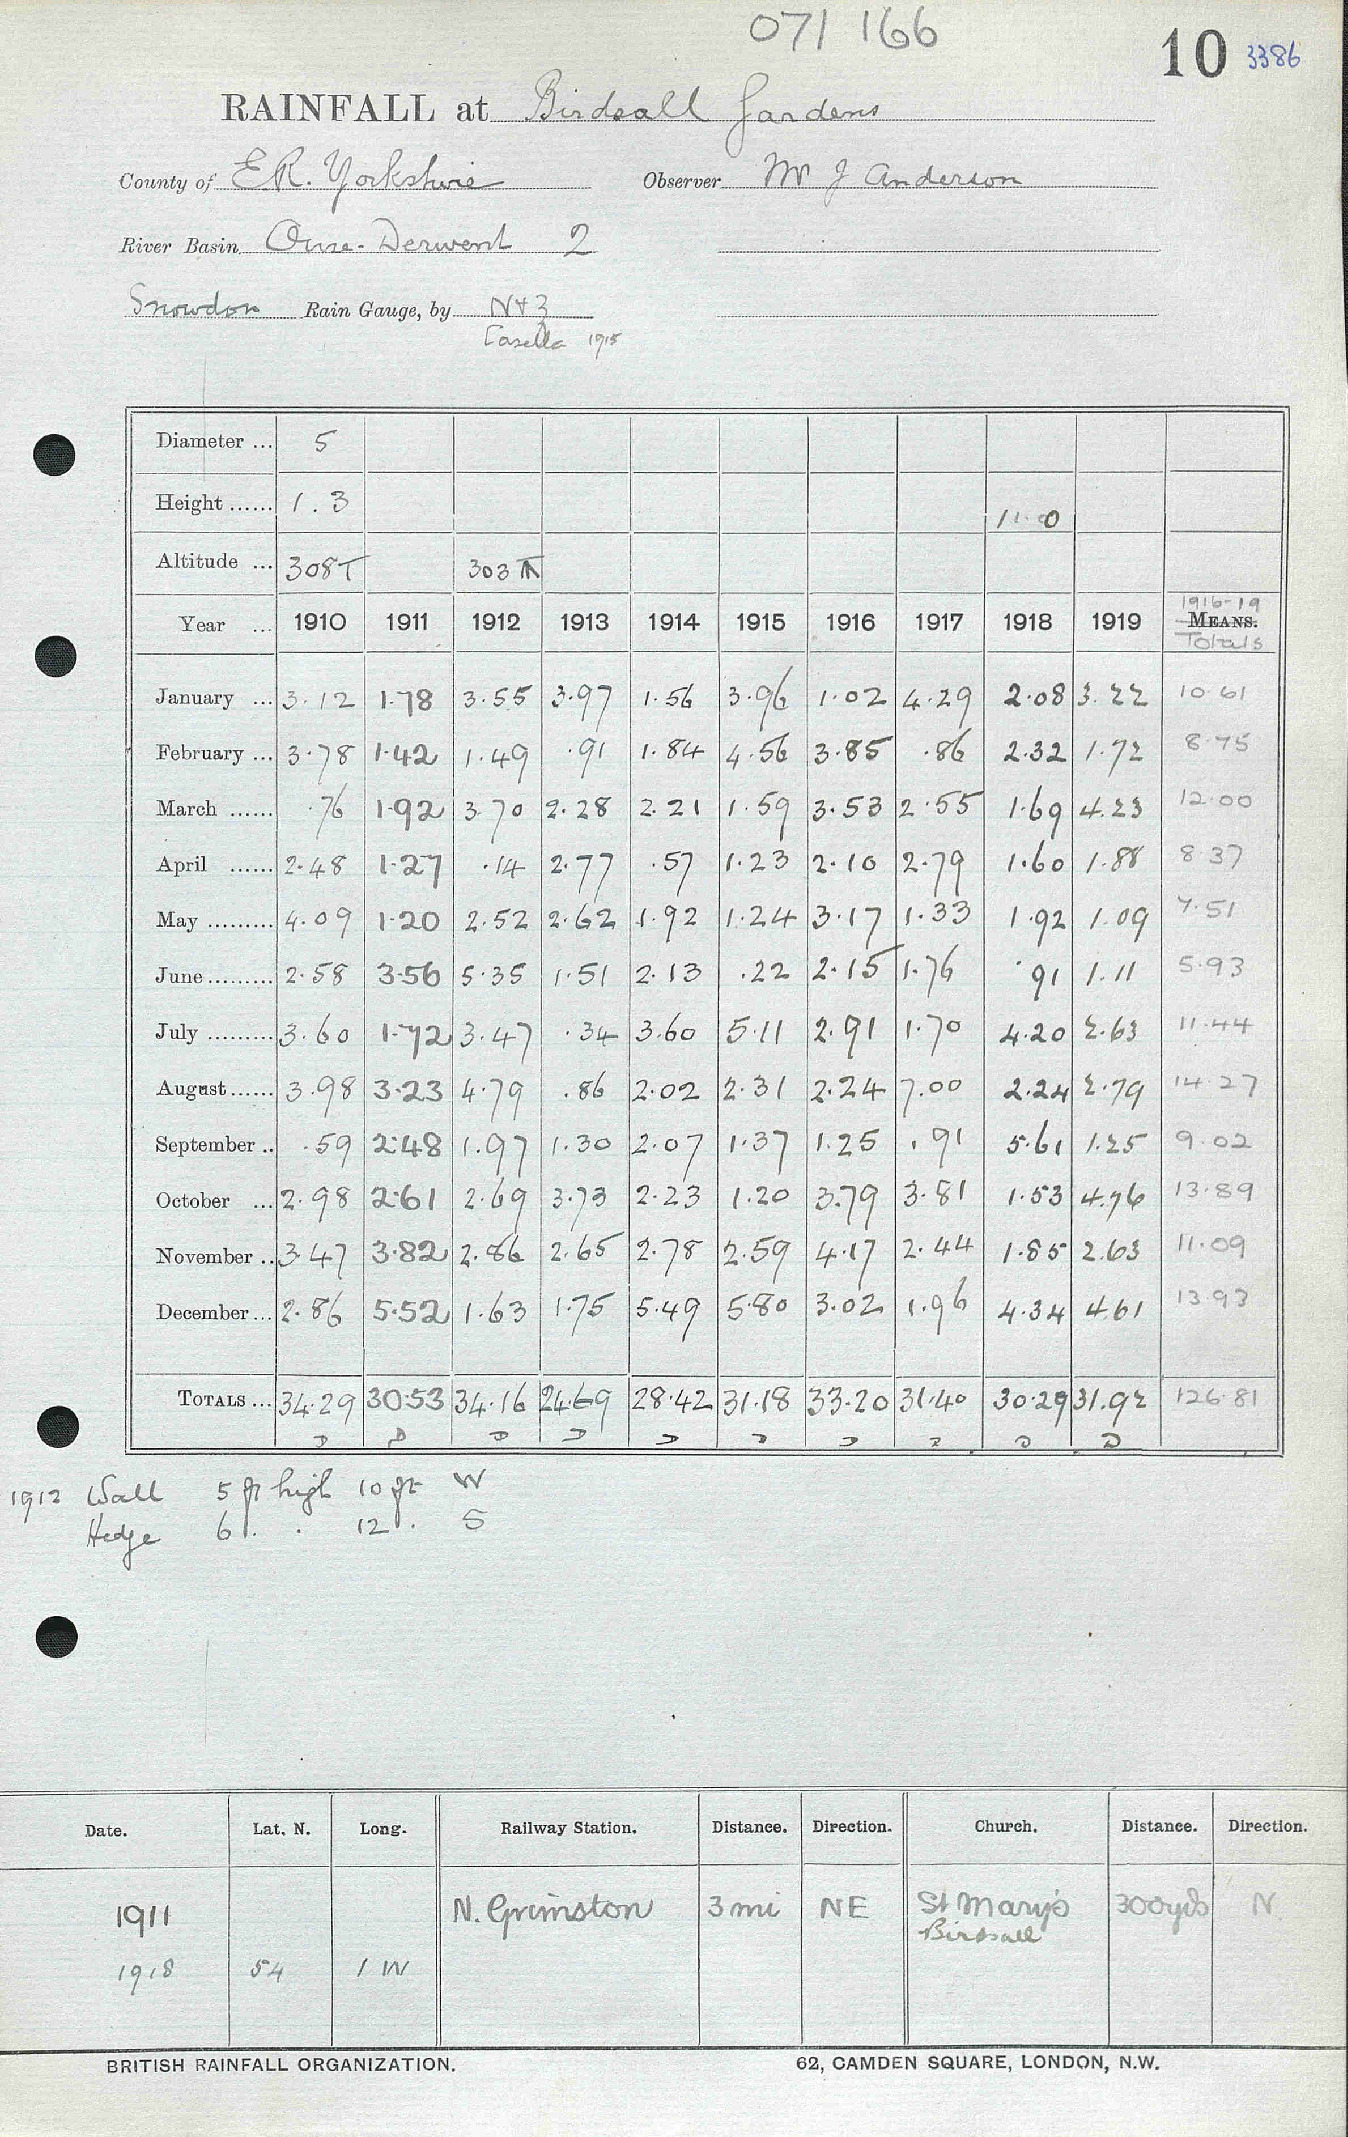 071 166
10 3386
RAINFALL at Birdsall Gardens
County of E.R. Yorkshire Observer Mr J Anderson
River Basin Ouse-Derwent 2
Snowdon Rain Gauge, by N+Z
Casella 1915
Diameter ... 5
Height ...... 1.3 11.0
Altitude ... 308T 303
Year ... 1910 1911 1912 1913 1914 1915 1916 1917 1918 1919 1916-19 MEANS. Totals
January ... 3.12 1.78 3.55 3.97 1.56 3.96 1.02 4.29 2.08 3.22 10.61
February ... 3.78 1.42 1.49 .91 1.84 4.56 3.85 .86 2.32 1.72 8.75
March ...... .76 1.92 3.70 2.28 2.21 1.59 3.53 2.55 1.69 4.23 12.00
April ...... 2.48 1.27 .14 2.77 .57 1.23 2.10 2.79 1.60 1.88 8.37
May ......... 4.09 1.20 2.52 2.62 1.92 1.24 3.17 1.33 1.92 1.09 7.51
June ......... 2.58 3.56 5.35 1.51 2.13 .22 2.15 1.76 .91 1.11 5.93
July ......... 3.60 1.72 3.47 .34 3.60 5.11 2.91 1.70 4.20 2.63 11.44
August ...... 3.98 3.23 4.79 .86 2.02 2.31 2.24 7.00 2.24 2.79 14.27
September .. .59 2.48 1.97 1.30 2.07 1.37 1.25 .91 5.61 1.25 9.02
October ... 2.98 2.61 2.69 3.73 2.23 1.20 3.79 3.81 1.53 4.76 13.89
November .. 3.47 3.82 2.86 2.65 2.78 2.59 4.17 2.44 1.85 2.63 11.09
December ... 2.86 5.52 1.63 1.75 5.49 5.80 3.02 1.96 4.34 4.61 13.93
TOTALS ... 34.29 30.53 34.16 24.69 28.42 31.18 33.20 31.40 30.29 31.92 126.81
1912 Wall 5 ft high 10 ft W
Hedge 6 . . 12 . S
Date. Lat. N. Long. Railway Station. Distance. Direction. Church. Distance. Direction.
1911 N. Grimston 3 mi NE St Mary's 300yds N
Birdsall
1918 54 1 W
BRITISH RAINFALL ORGANIZATION. 62, CAMDEN SQUARE, LONDON, N.W.